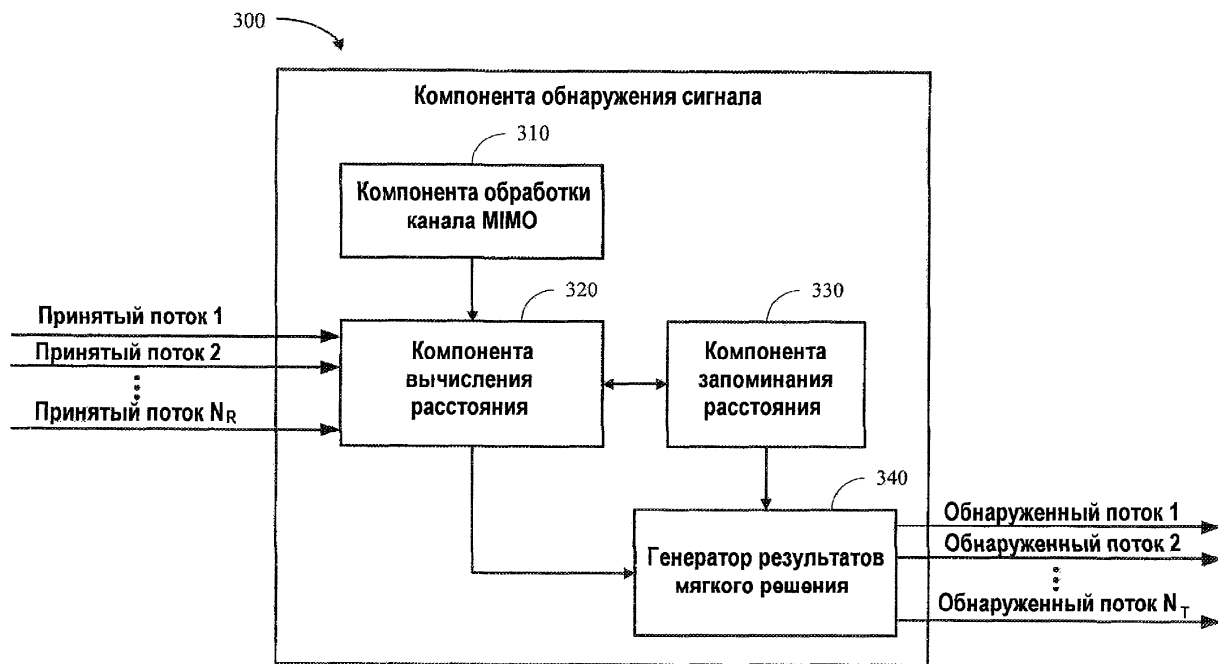 300
Компонента обнаружения сигнала
310
Компонента обработки
канала MIMO
320
330
Принятый поток 1
Принятый поток 2
Принятый поток N R
Компонента
вычисления
расстояния
Компонента
запоминания
расстояния
340
Генератор результатов
мягкого решения
Обнаруженный поток 1
Обнаруженный поток 2
Обнаруженный поток N T